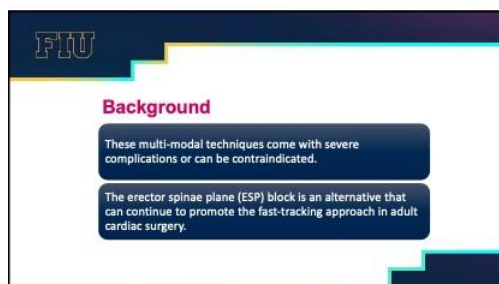 FIU
Background
These multi-modal techniques come with severe
complications or can be contraindicated.
The erector spinae plane (ESP) block is an alternative that
can continue to promote the fast-tracking approach in adult
cardiac surgery.